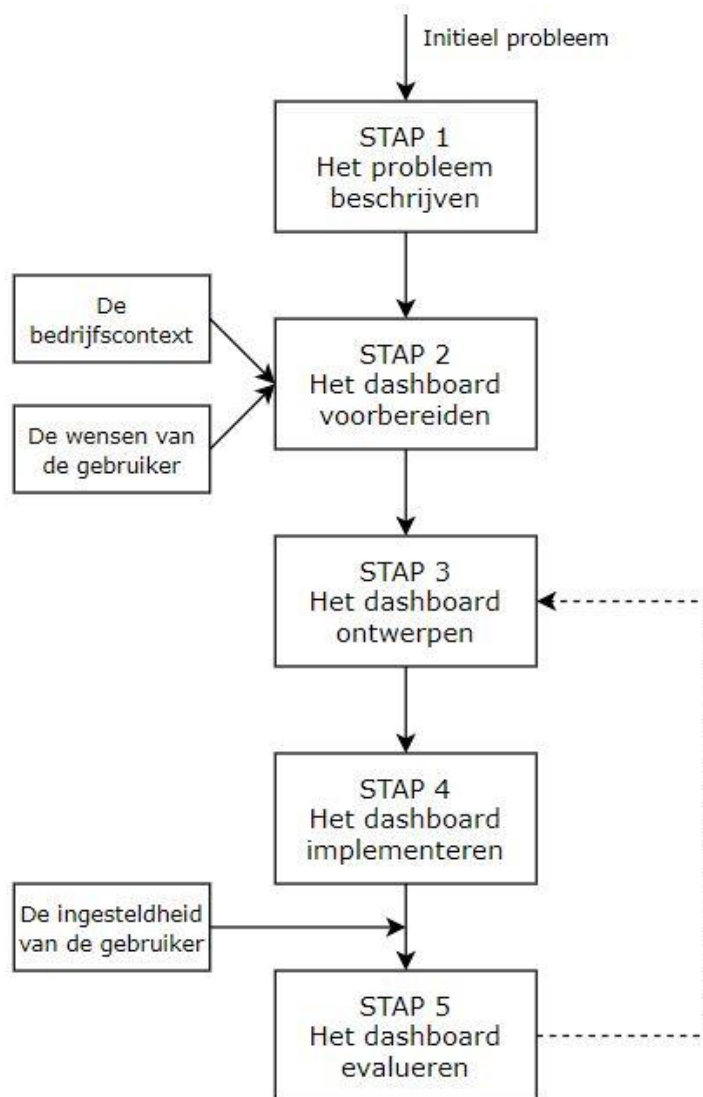 Initieel probleem
STAP 1
Het probleem
beschrijven
De
bedrijfscontext
STAP 2
Het dashboard
voorbereiden
De wensen van
de gebruiker
STAP 3
Het dashboard
ontwerpen
STAP 4
Het dashboard
implementeren
De ingesteldheid
van de gebruiker
STAP 5
Het dashboard
evalueren